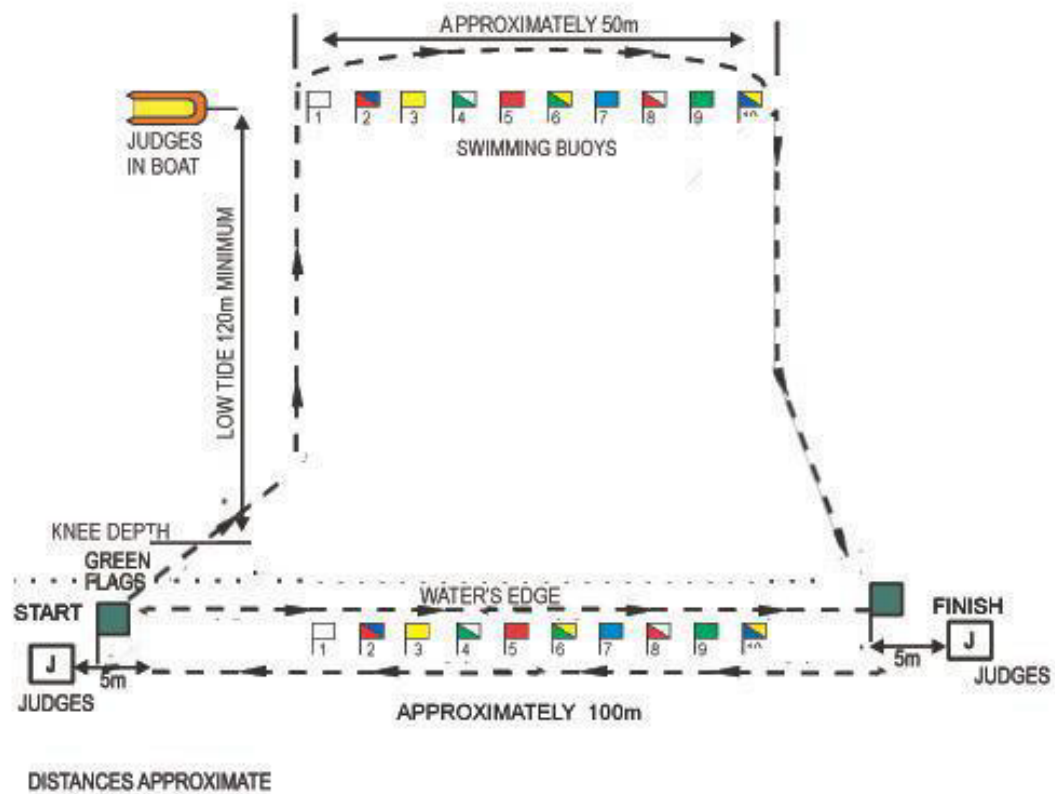 APPROXIMATELY 50m
1 2 3 4 5 6 7 8 9 10
JUDGES
IN BOAT
SWIMMING BUOYS
LOW TIDE 120m MINIMUM
KNEE DEPTH
GREEN
FLAGS
WATER'S EDGE
START
FINISH
1 2 3 4 5 6 7 8 9 10
J
J
5m
5m
JUDGES
JUDGES
APPROXIMATELY 100m
DISTANCES APPROXIMATE